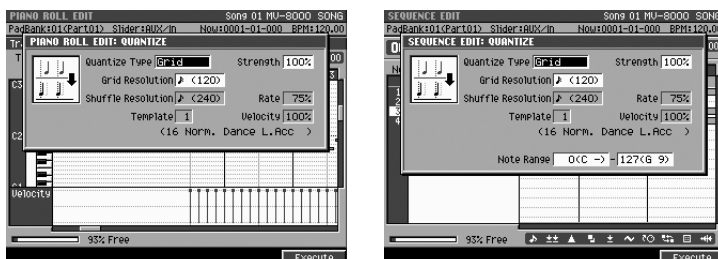 PIANO ROLL EDIT Song 01 MV-8000 SONG
PadBank:01(Part01) Slider:AUX/In Now:0001-01-000 BPM:120.00
PIANO ROLL EDIT: QUANTIZE
Quantize Type Grid Strength 100%
Grid Resolution ♪ (120)
Shuffle Resolution ♪ (240) Rate 75%
Template 1 Velocity 100%
(16 Norm. Dance L.Acc )
C3
C2
Velocity
93% Free
Execute
SEQUENCE EDIT Song 01 MV-8000 SONG
PadBank:01(Part01) Slider:AUX/In Now:0001-01-000 BPM:120.00
SEQUENCE EDIT: QUANTIZE
Quantize Type Grid Strength 100%
Grid Resolution ♪ (120)
Shuffle Resolution ♪ (240) Rate 75%
Template 1 Velocity 100%
(16 Norm. Dance L.Acc )
Note Range 0(C -) - 127(G 9)
93% Free
Execute